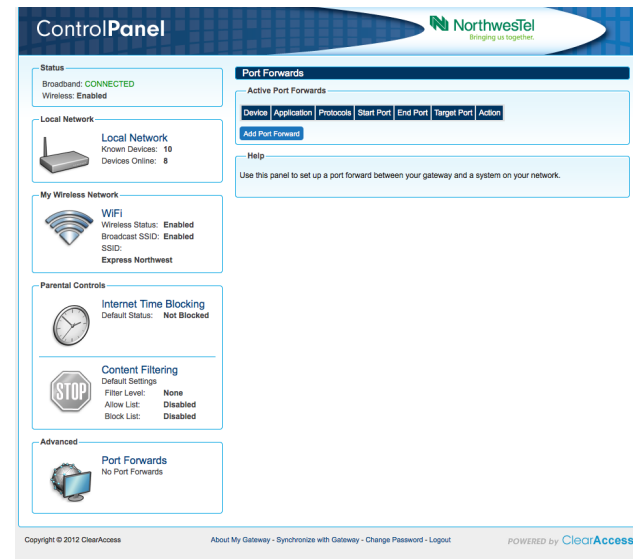 ControlPanel
NorthwesTel
Bringing us together.
Status
Broadband: CONNECTED
Wireless: Enabled
Local Network
Local Network
Known Devices: 10
Devices Online: 8
My Wireless Network
WiFi
Wireless Status: Enabled
Broadcast SSID: Enabled
SSID:
Express Northwest
Parental Controls
Internet Time Blocking
Default Status: Not Blocked
STOP
Content Filtering
Default Settings
Filter Level: None
Allow List: Disabled
Block List: Disabled
Advanced
Port Forwards
No Port Forwards
Port Forwards
Active Port Forwards
Device Application Protocols Start Port End Port Target Port Action
Add Port Forward
Help
Use this panel to set up a port forward between your gateway and a system on your network.
Copyright © 2012 ClearAccess
About My Gateway - Synchronize with Gateway - Change Password - Logout
POWERED by ClearAccess